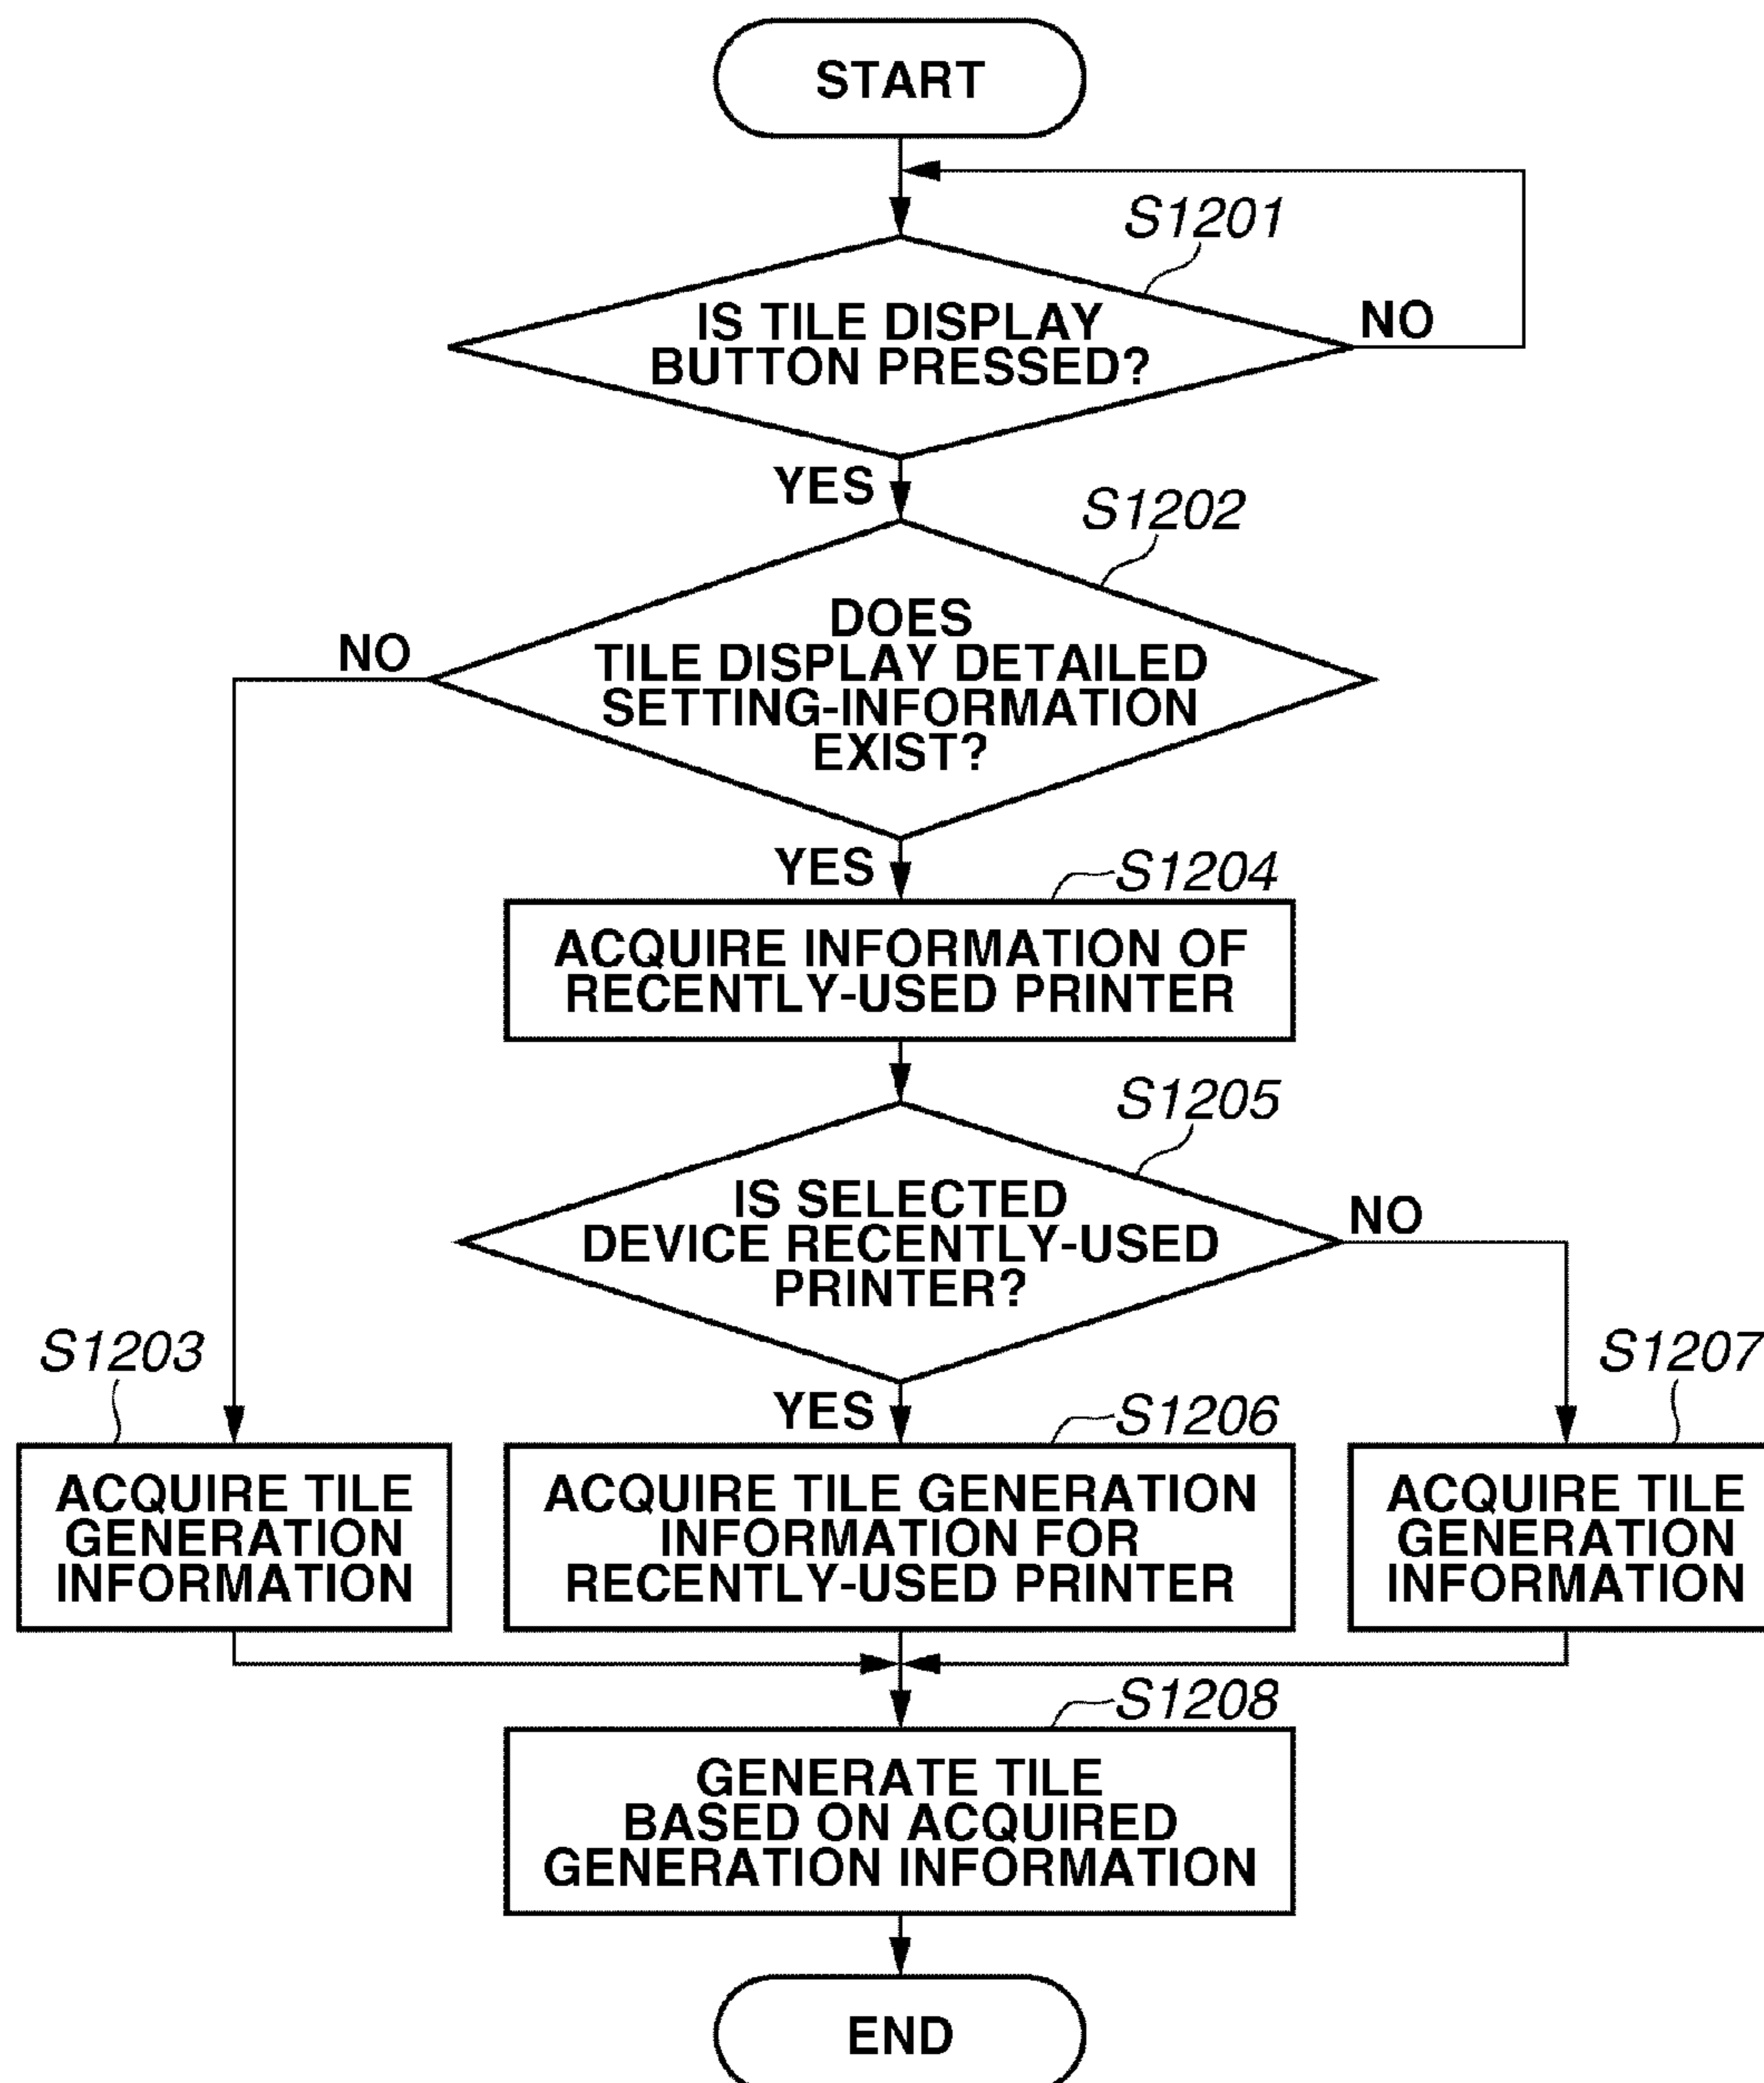 START
S1201
IS TILE DISPLAY
BUTTON PRESSED?
NO
YES
S1202
DOES
TILE DISPLAY DETAILED
SETTING-INFORMATION
EXIST?
NO
YES
S1204
ACQUIRE INFORMATION OF
RECENTLY-USED PRINTER
S1205
IS SELECTED
DEVICE RECENTLY-USED
PRINTER?
NO
YES
S1203
ACQUIRE TILE
GENERATION
INFORMATION
S1206
ACQUIRE TILE GENERATION
INFORMATION FOR
RECENTLY-USED PRINTER
S1207
ACQUIRE TILE
GENERATION
INFORMATION
S1208
GENERATE TILE
BASED ON ACQUIRED
GENERATION INFORMATION
END